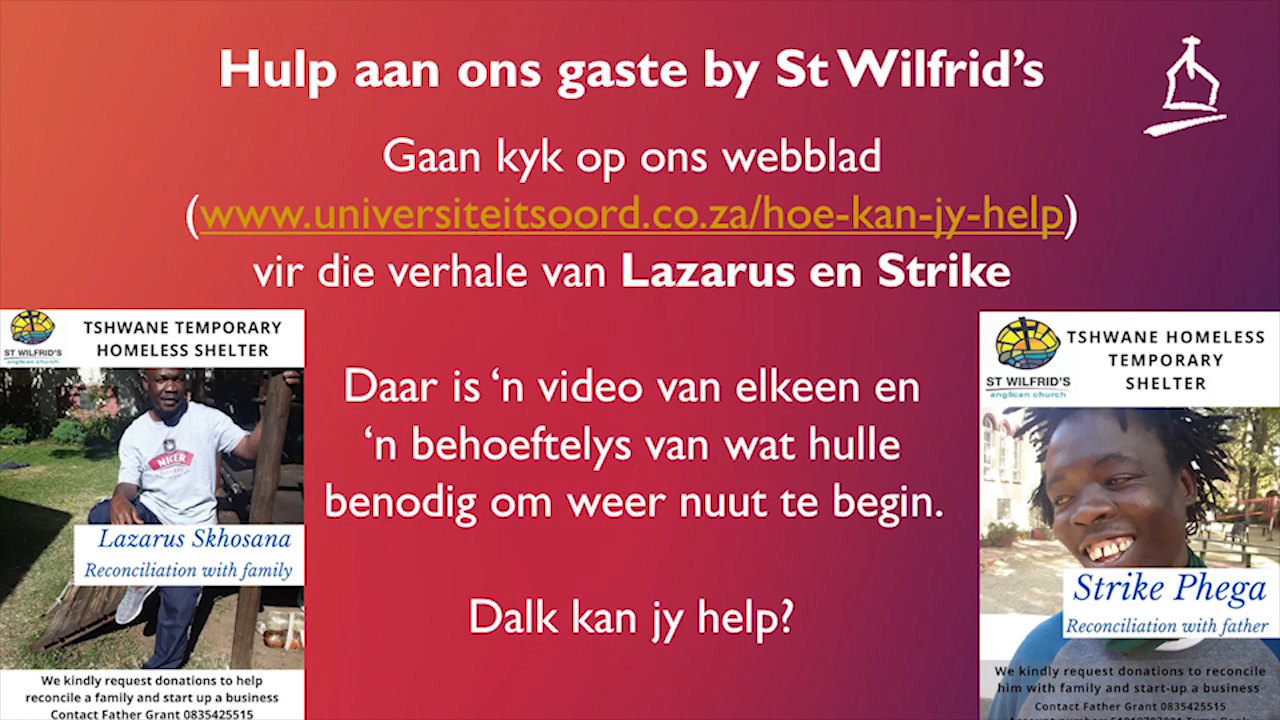 Hulp aan ons gaste by St Wilfrid’s
Gaan kyk op ons webblad
(www.universiteitsoord.co.za/hoe-kan-jy-help)
vir die verhale van Lazarus en Strike
Daar is ‘n video van elkeen en
‘n behoeftelys van wat hulle
benodig om weer nuut te begin.
Dalk kan jy help?
ST WILFRID'S
anglican church
TSHWANE TEMPORARY
HOMELESS SHELTER
Lazarus Skhosana
Reconciliation with family
We kindly request donations to help
reconcile a family and start up a business
Contact Father Grant 0835425515
ST WILFRID'S
anglican church
TSHWANE HOMELESS
TEMPORARY
SHELTER
Strike Phega
Reconciliation with father
We kindly request donations to reconcile
him with family and start-up a business
Contact Father Grant 0835425515